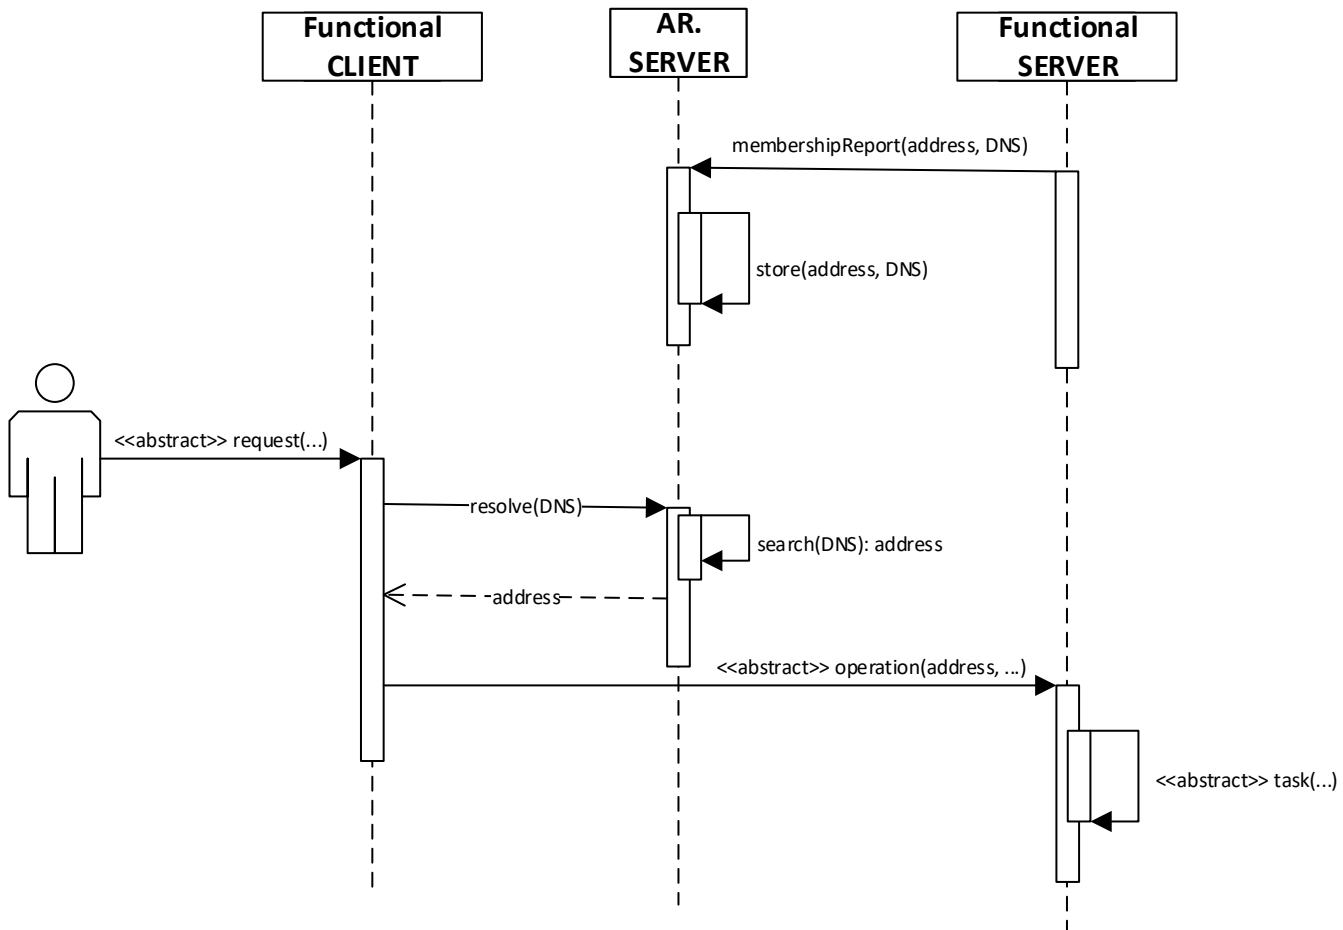 Functional
CLIENT
AR.
SERVER
Functional
SERVER
membershipReport(address, DNS)
store(address, DNS)
<<abstract>> request(...)
resolve(DNS)
search(DNS): address
address
<<abstract>> operation(address, ...)
<<abstract>> task(...)